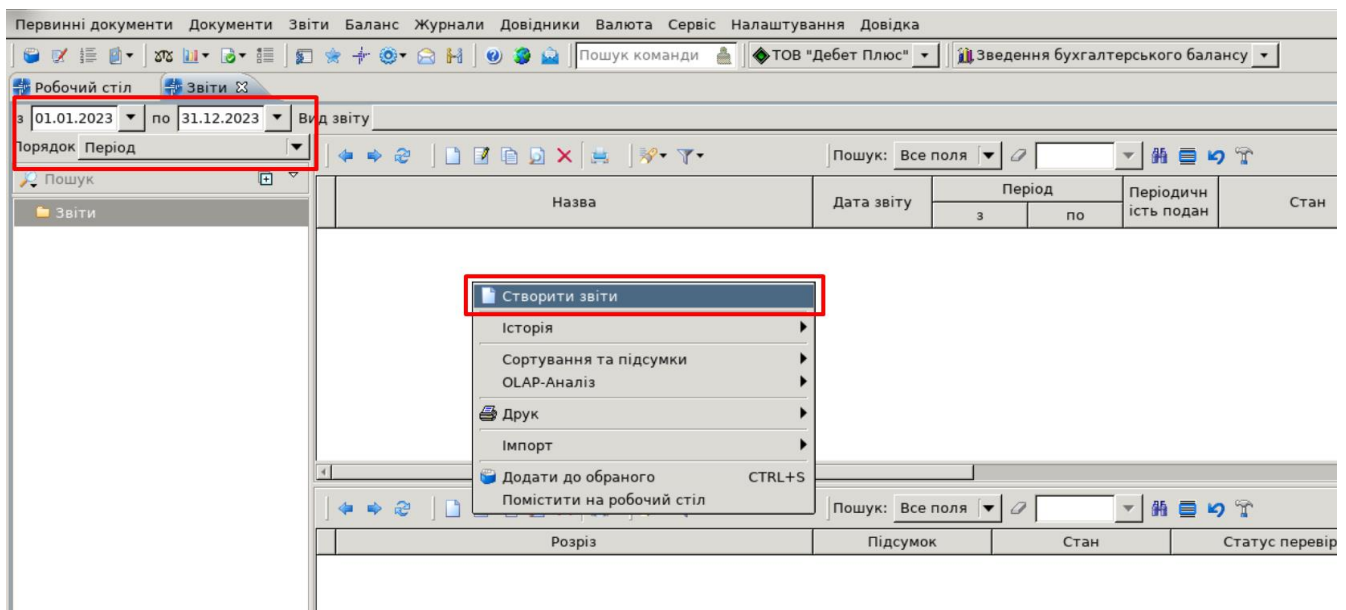 Первинні документи Документи Звіти Баланс Журнали Довідники Валюта Сервіс Налаштування Довідка
Пошук команди ТОВ "Дебет Плюс" Зведення бухгалтерського балансу
Робочий стіл Звіти
з 01.01.2023 по 31.12.2023 Вид звіту
Порядок Період
Пошук: Все поля
Пошук
Назва Дата звіту Період з по Періодичн ість подан Стан
Звіти
Створити звіти
Історія
Сортування та підсумки
OLAP-Аналіз
Друк
Імпорт
Додати до обраного CTRL+S
Помістити на робочий стіл
Пошук: Все поля
Розріз Підсумок Стан Статус перевір